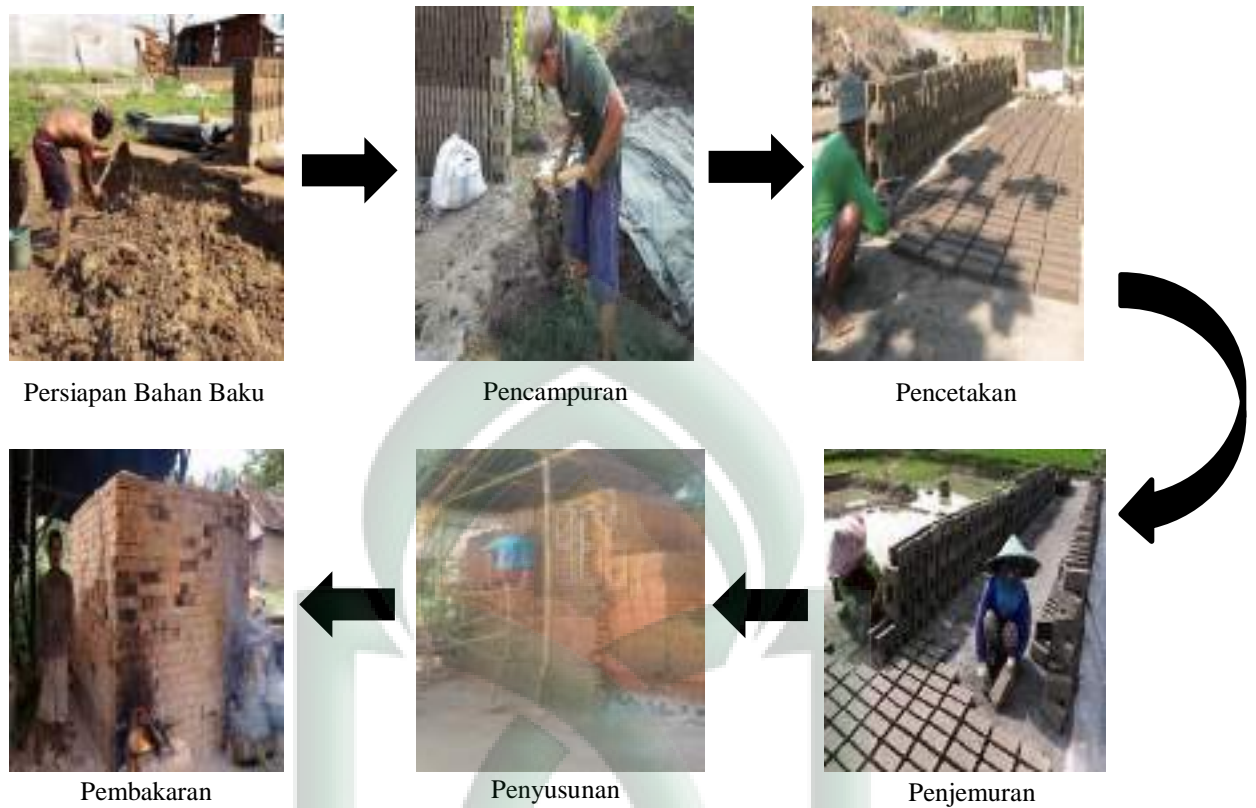 Persiapan Bahan Baku
Pencampuran
Pencetakan
Penjemuran
Penyusunan
Pembakaran